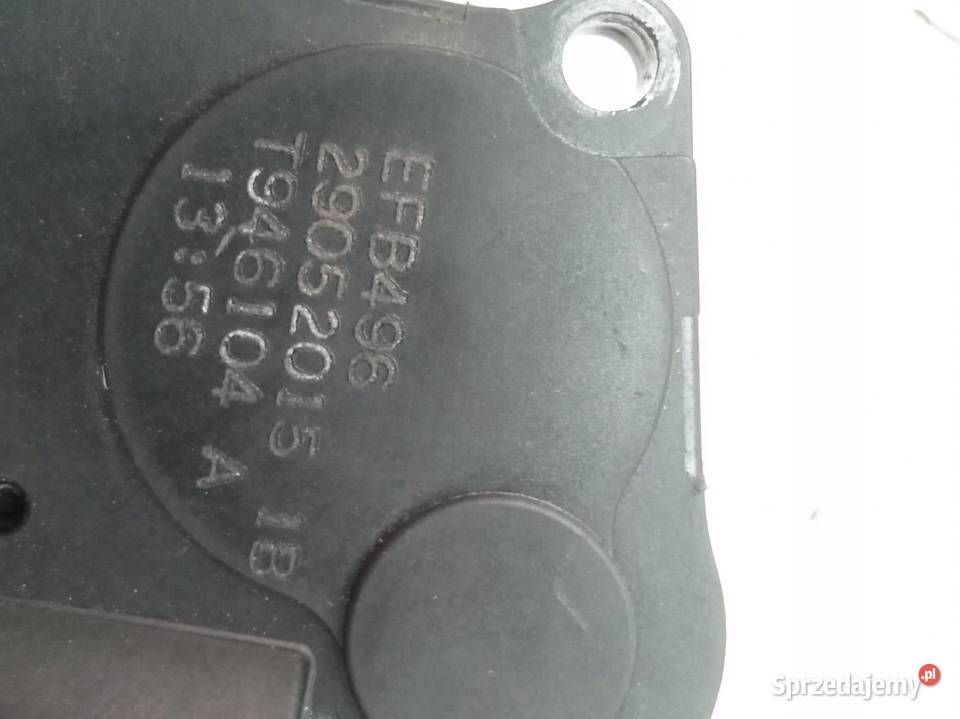 EFB496
29052015 1B
T946104 A
13:56
Sprzedajemy.pl